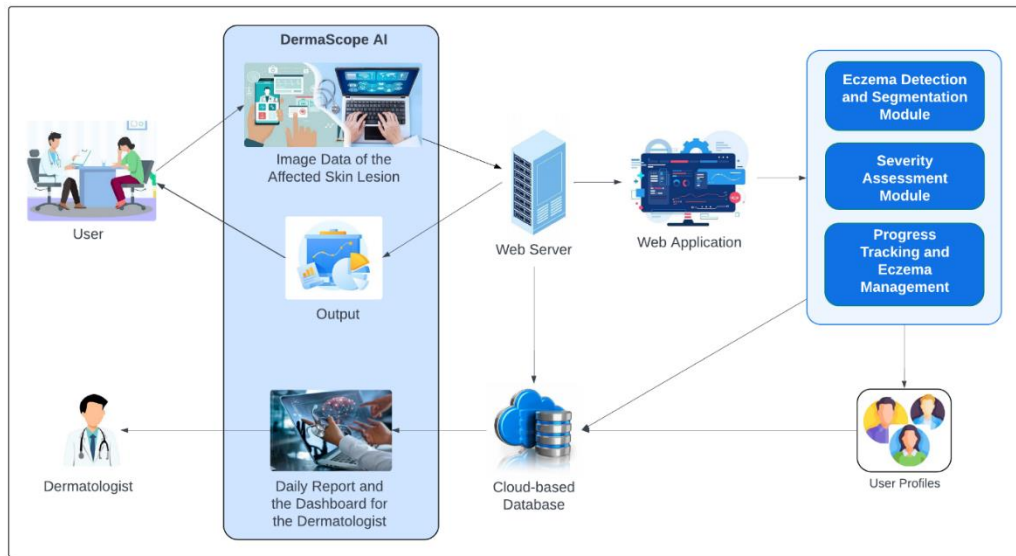 DermaScope AI
Image Data of the
Affected Skin Lesion
User
Output
Web Server
Web Application
Eczema Detection
and Segmentation
Module
Severity
Assessment
Module
Progress
Tracking and
Eczema
Management
Dermatologist
Daily Report and
the Dashboard for
the Dermatologist
Cloud-based
Database
User Profiles